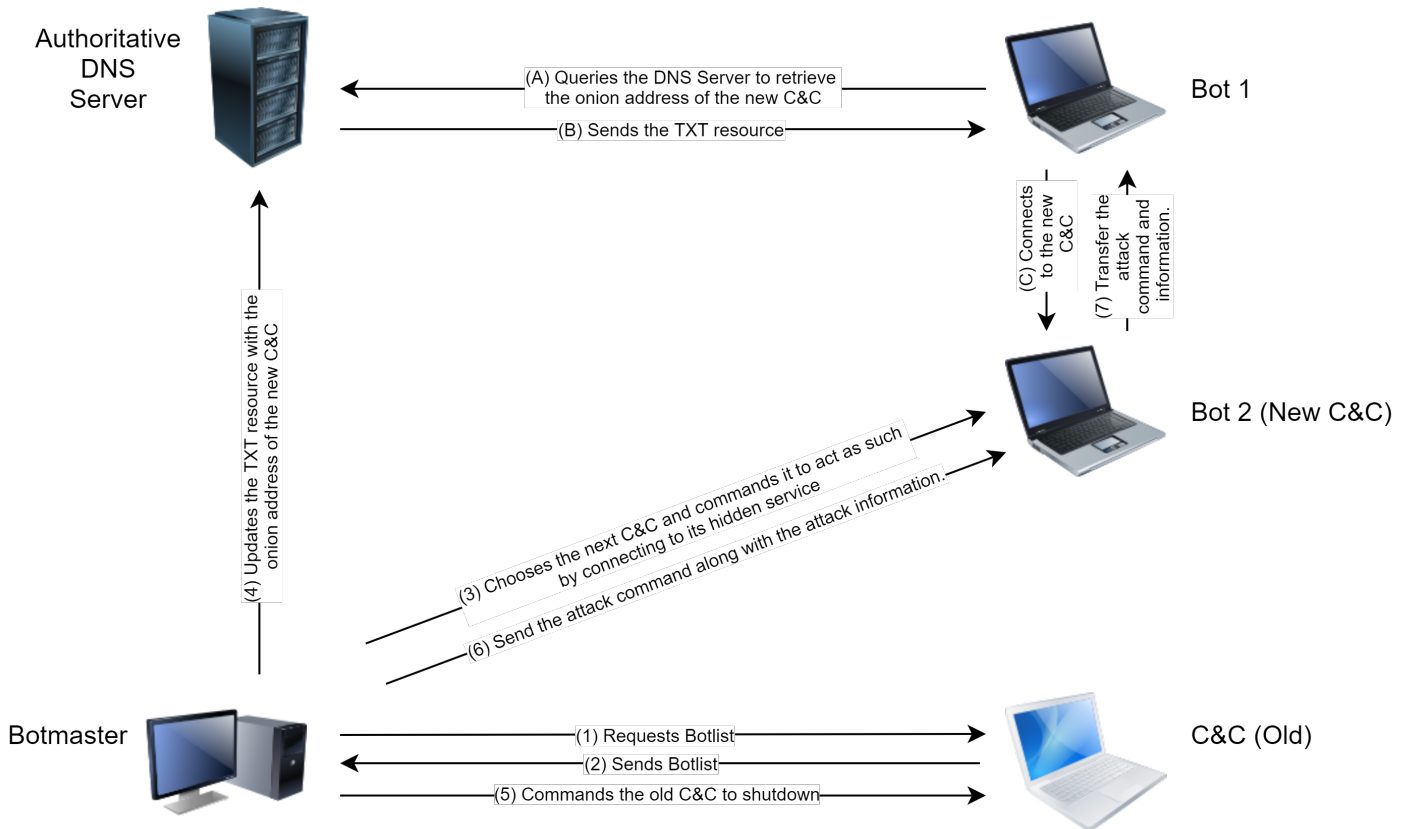 Authoritative
DNS
Server
(A) Queries the DNS Server to retrieve
the onion address of the new C&C
(B) Sends the TXT resource
Bot 1
(C) Connects
to the new
C&C
(7) Transfer the
attack
command and
information.
(4) Updates the TXT resource with the
onion address of the new C&C
Bot 2 (New C&C)
(3) Chooses the next C&C and commands it to act as such
by connecting to its hidden service
(6) Send the attack command along with the attack information.
Botmaster
(1) Requests Botlist
(2) Sends Botlist
(5) Commands the old C&C to shutdown
C&C (Old)